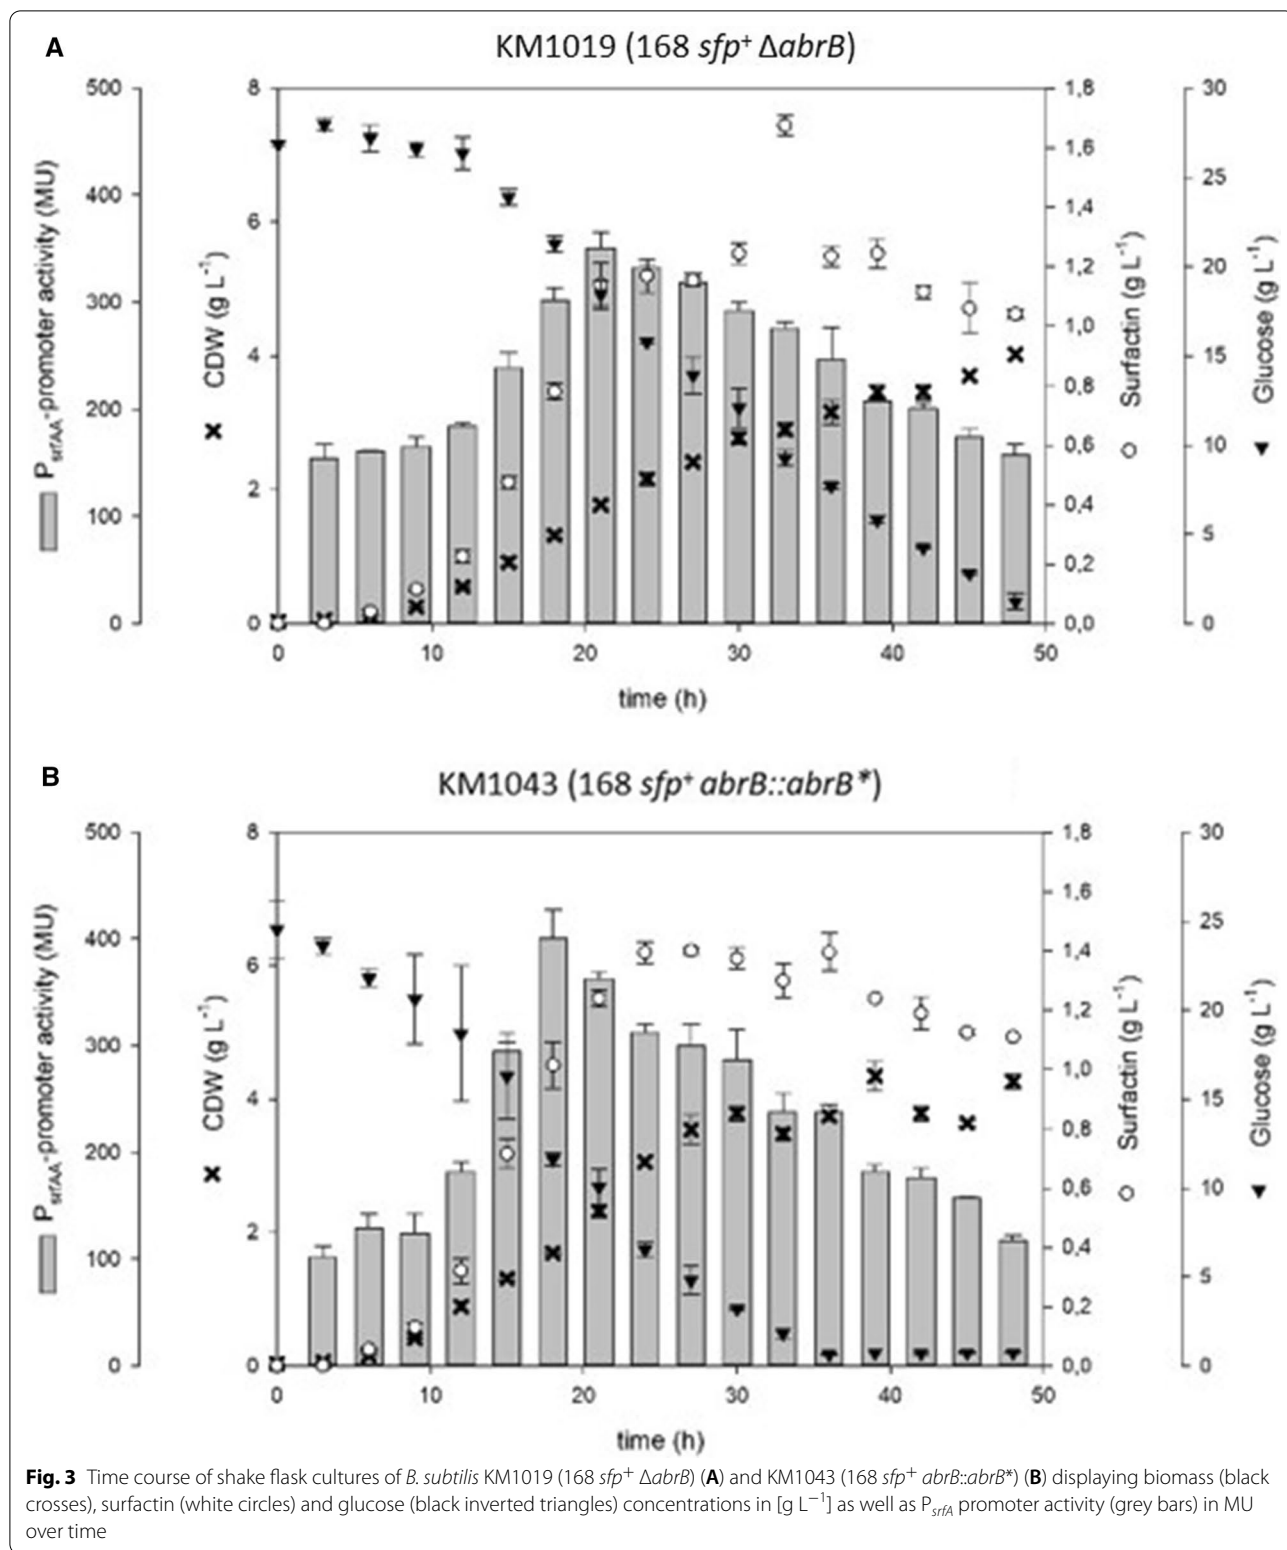 A
KM1019 (168 sfp⁺ ΔabrB)
500 8 1,8 30
1,6
25
400
6 1,4
1,2 20
300
1,0
4 15
0,8
200
0,6 10
2
0,4
100
5
0,2
0 0 0,0 0
0 10 20 30 40 50
time (h)
P_srfAA-promoter activity (MU)
CDW (g L⁻¹)
Surfactin (g L⁻¹)
Glucose (g L⁻¹)
B
KM1043 (168 sfp⁺ abrB::abrB*)
500 8 1,8 30
1,6
25
400 1,4
6
1,2 20
300
1,0
4 15
0,8
200
0,6 10
2
0,4
100
5
0,2
0 0 0,0 0
0 10 20 30 40 50
time (h)
P_srfAA-promoter activity (MU)
CDW (g L⁻¹)
Surfactin (g L⁻¹)
Glucose (g L⁻¹)
Fig. 3 Time course of shake flask cultures of B. subtilis KM1019 (168 sfp⁺ ΔabrB) (A) and KM1043 (168 sfp⁺ abrB::abrB*) (B) displaying biomass (black
crosses), surfactin (white circles) and glucose (black inverted triangles) concentrations in [g L⁻¹] as well as P_srfA promoter activity (grey bars) in MU
over time